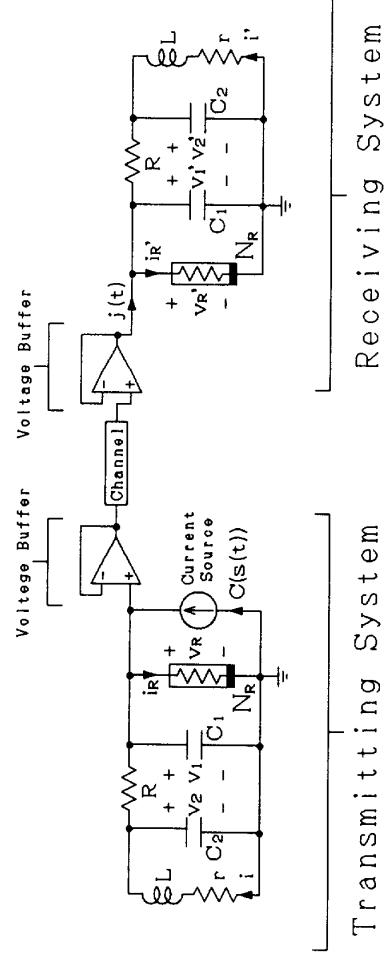 Voltege Buffer
Voltage Buffer
Channel
j(t)
L
r
i
R
C₂
+
V₂
−
+
V₁
−
C₁
iR
+
VR
−
NR
Current
Source
C(s(t))
−
+
−
+
iR'
+
VR'
−
NR
R
C₁
+
V₁'
−
+
V₂'
−
C₂
L
r
i'
Transmitting System
Receiving System